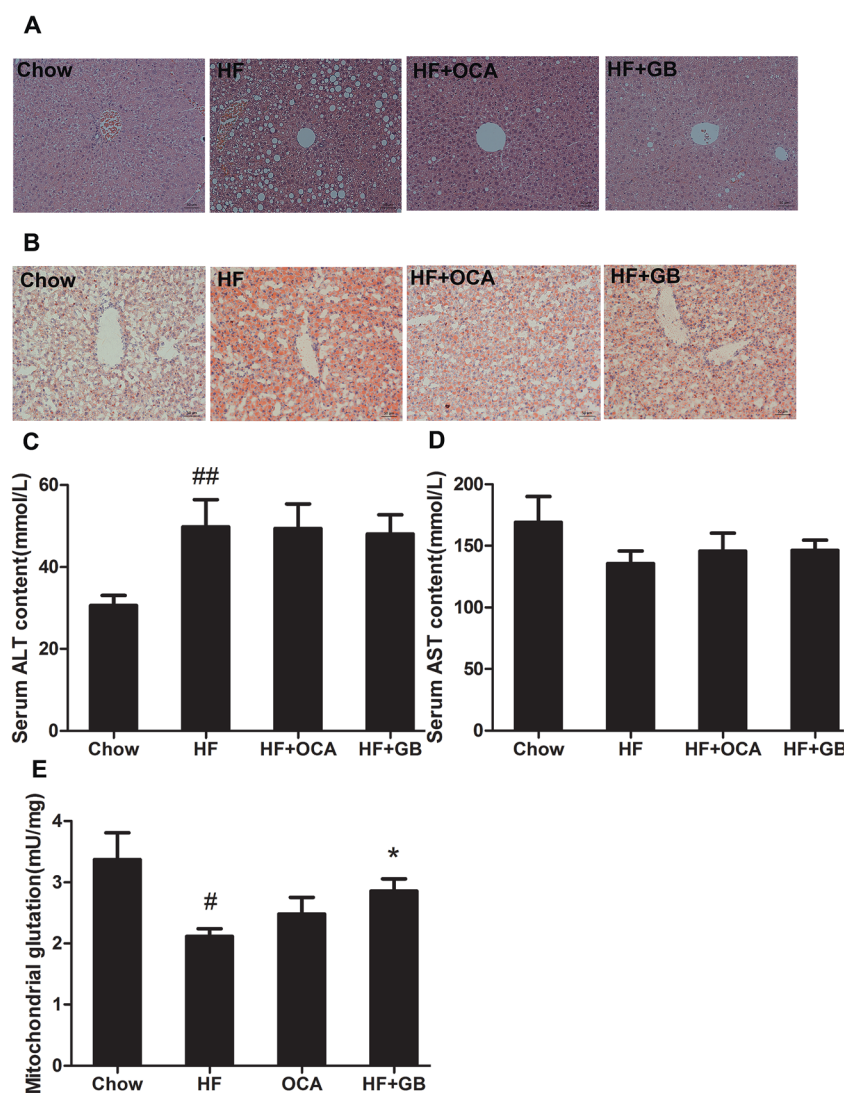 A
Chow
HF
HF+OCA
HF+GB
B
Chow
HF
HF+OCA
HF+GB
C
Serum ALT content(mmol/L)
60
40
20
0
##
Chow
HF
HF+OCA
HF+GB
D
Serum AST content(mmol/L)
200
150
100
50
0
Chow
HF
HF+OCA
HF+GB
E
Mitochondrial glutation(mU/mg)
4
3
2
1
0
#
*
Chow
HF
OCA
HF+GB